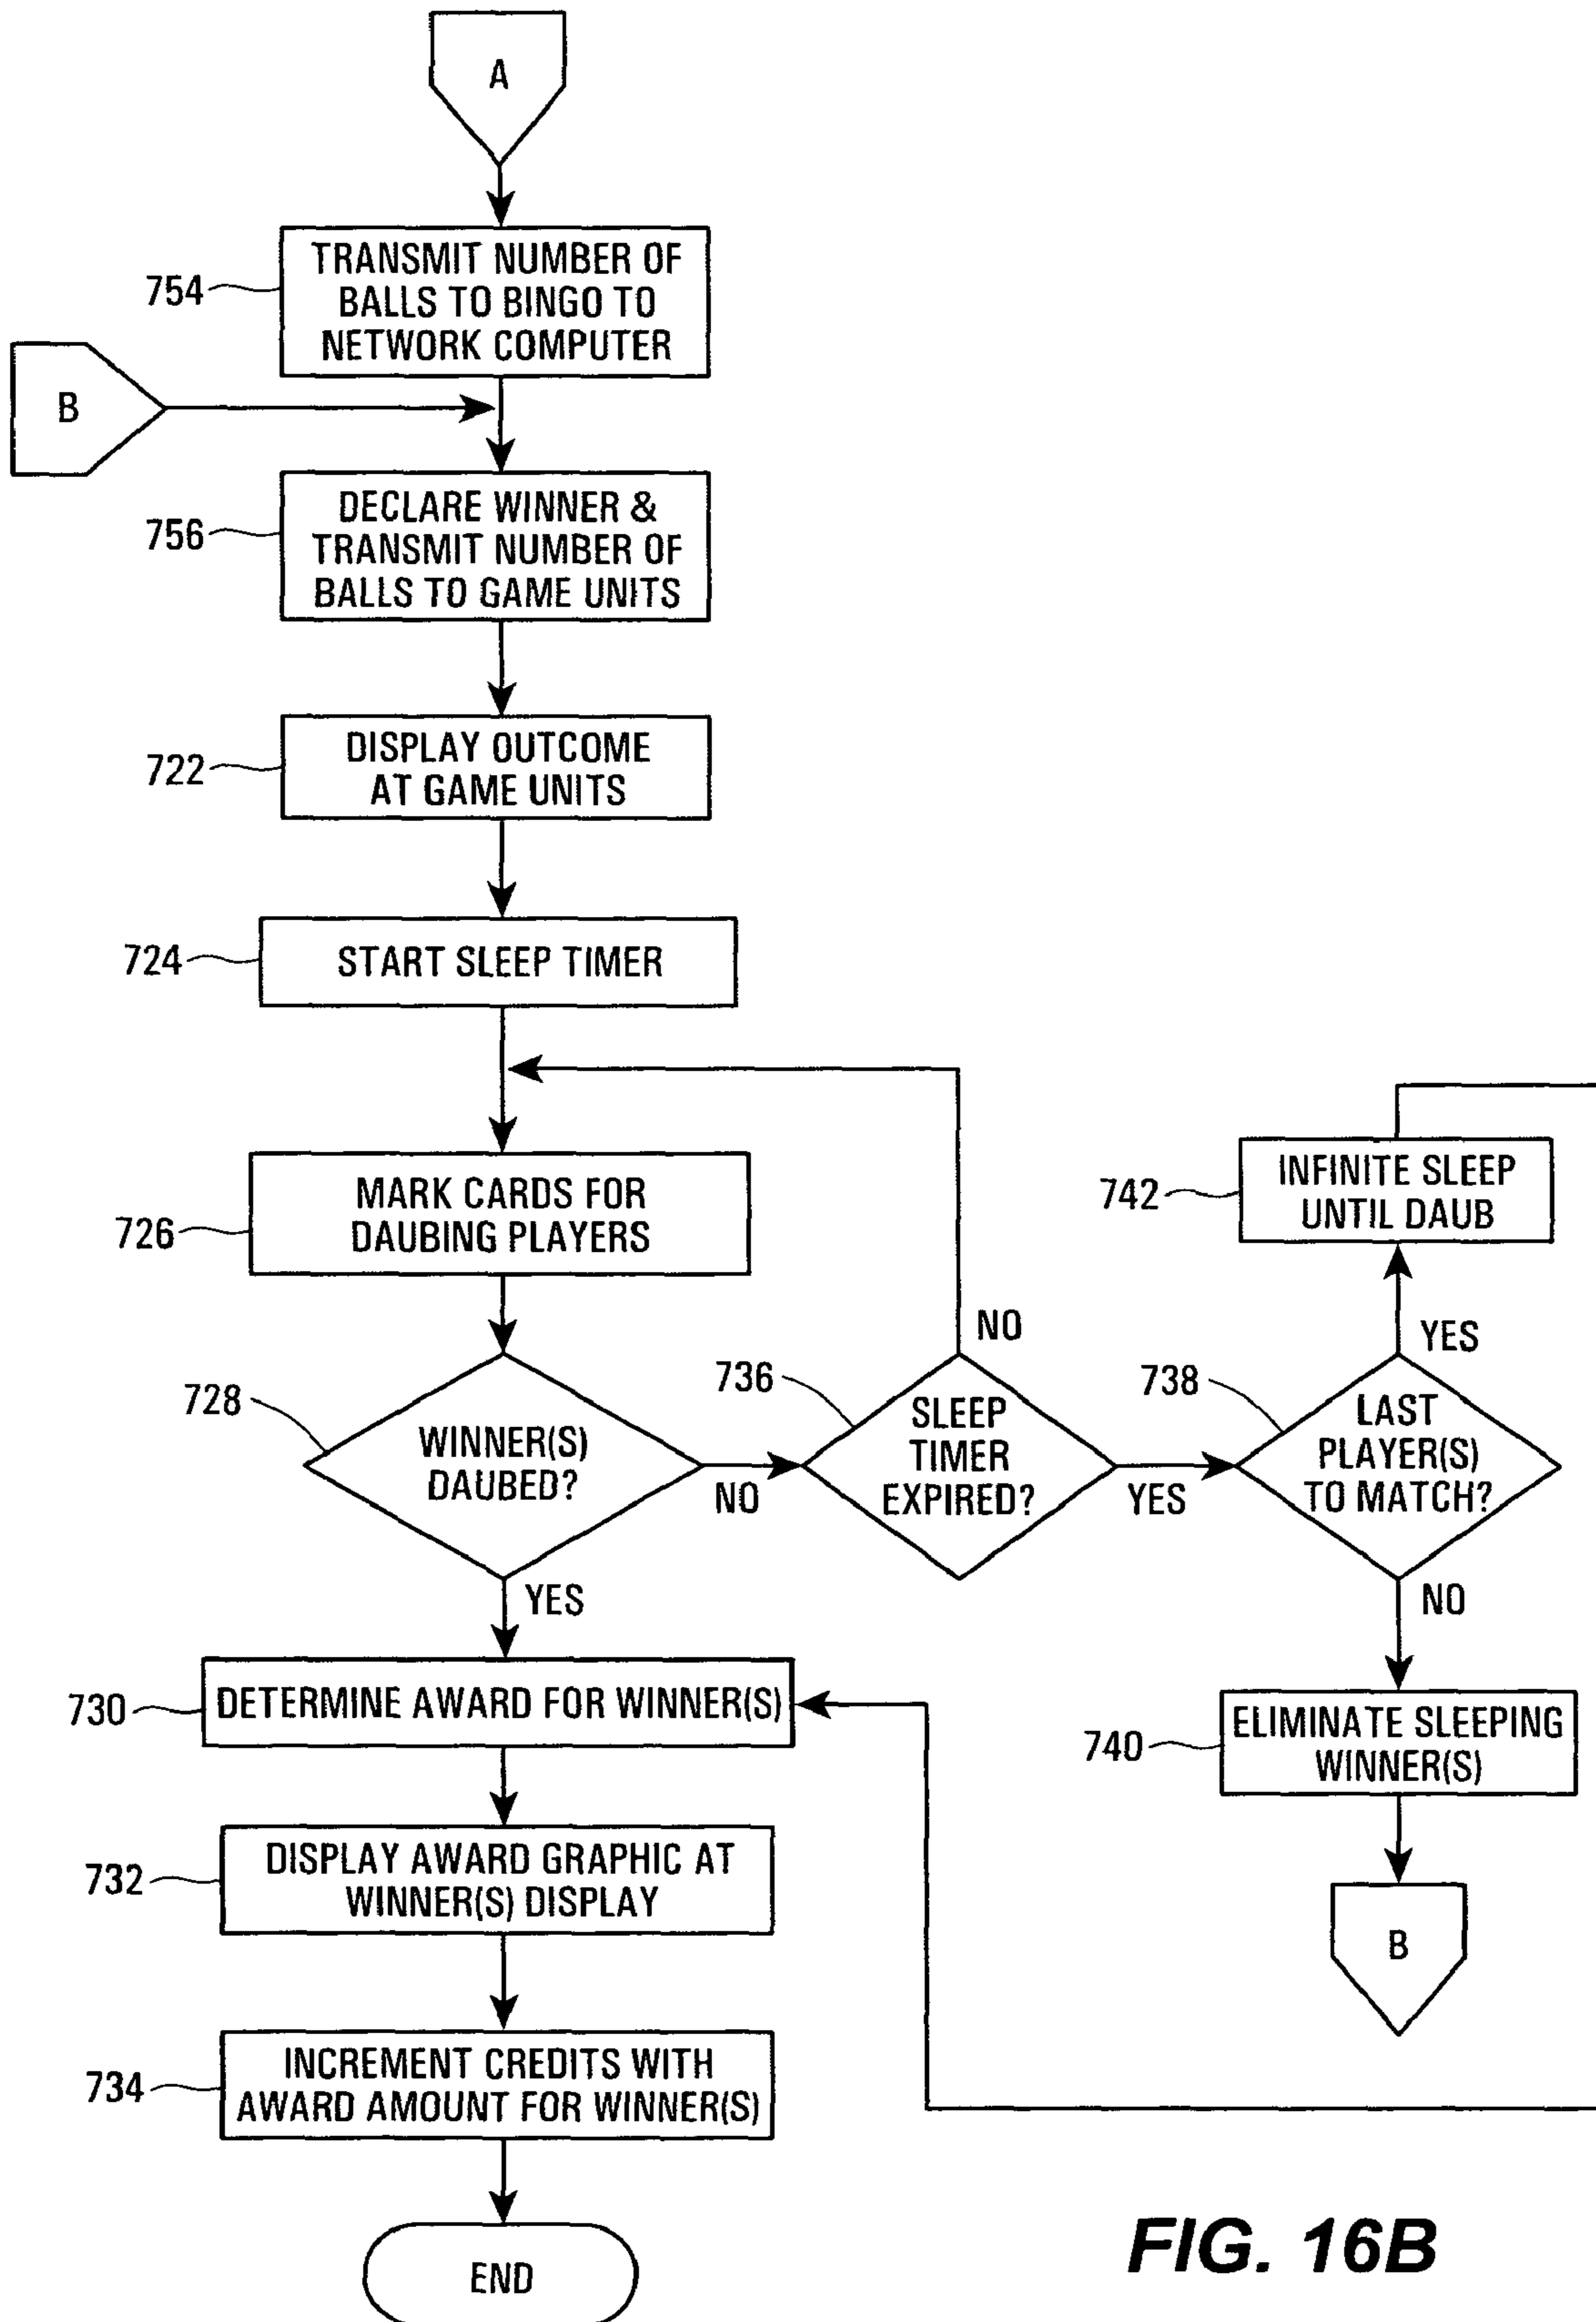 A
754
TRANSMIT NUMBER OF
BALLS TO BINGO TO
NETWORK COMPUTER
B
756
DECLARE WINNER &
TRANSMIT NUMBER OF
BALLS TO GAME UNITS
722
DISPLAY OUTCOME
AT GAME UNITS
724
START SLEEP TIMER
726
MARK CARDS FOR
DAUBING PLAYERS
742
INFINITE SLEEP
UNTIL DAUB
728
WINNER(S)
DAUBED?
NO
YES
736
SLEEP
TIMER
EXPIRED?
NO
YES
738
LAST
PLAYER(S)
TO MATCH?
YES
NO
730
DETERMINE AWARD FOR WINNER(S)
740
ELIMINATE SLEEPING
WINNER(S)
732
DISPLAY AWARD GRAPHIC AT
WINNER(S) DISPLAY
B
734
INCREMENT CREDITS WITH
AWARD AMOUNT FOR WINNER(S)
END
FIG. 16B